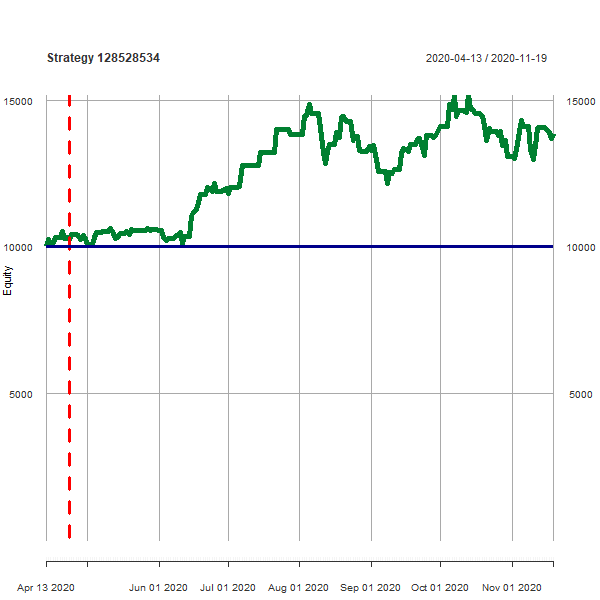 Strategy 128528534
2020-04-13 / 2020-11-19
15000
15000
10000
10000
5000
5000
Equity
Apr 13 2020
Jun 01 2020
Jul 01 2020
Aug 01 2020
Sep 01 2020
Oct 01 2020
Nov 01 2020